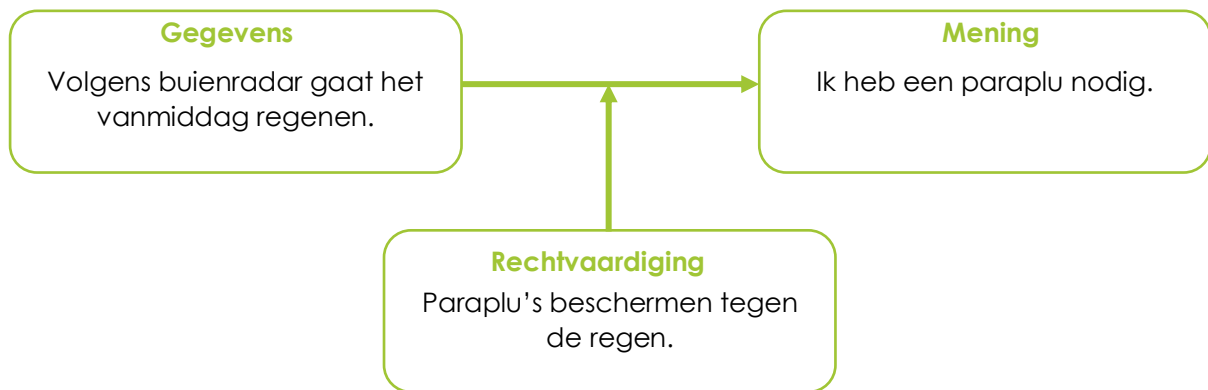 Gegevens
Volgens buienradar gaat het
vanmiddag regenen.
Mening
Ik heb een paraplu nodig.
Rechtvaardiging
Paraplu’s beschermen tegen
de regen.